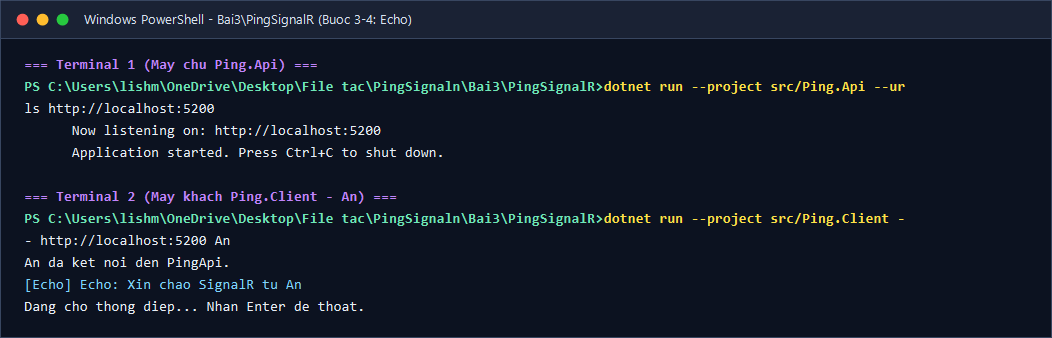 Windows PowerShell - Bai3\PingSignalR (Buoc 3-4: Echo)
=== Terminal 1 (May chu Ping.Api) ===
PS C:\Users\lishm\OneDrive\Desktop\File tac\PingSignaln\Bai3\PingSignalR>dotnet run --project src/Ping.Api --ur
ls http://localhost:5200
Now listening on: http://localhost:5200
Application started. Press Ctrl+C to shut down.
=== Terminal 2 (May khach Ping.Client - An) ===
PS C:\Users\lishm\OneDrive\Desktop\File tac\PingSignaln\Bai3\PingSignalR>dotnet run --project src/Ping.Client -
- http://localhost:5200 An
An da ket noi den PingApi.
[Echo] Echo: Xin chao SignalR tu An
Dang cho thong diep... Nhan Enter de thoat.